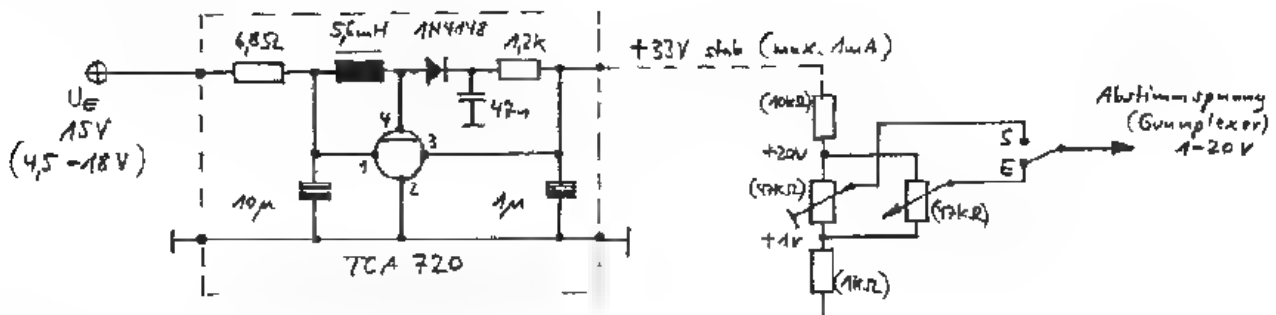 6,8Ω
5,6mH
1N4148
1,2k
+33V stab (max. 1mA)
UE
15V
(4,5-18V)
47n
4
3
1
2
10µ
1µ
TCA 720
(10kΩ)
+20V
(47kΩ)
(47kΩ)
+1V
(1kΩ)
S
E
Abstimmspannung
(Gunnplexer)
1-20V